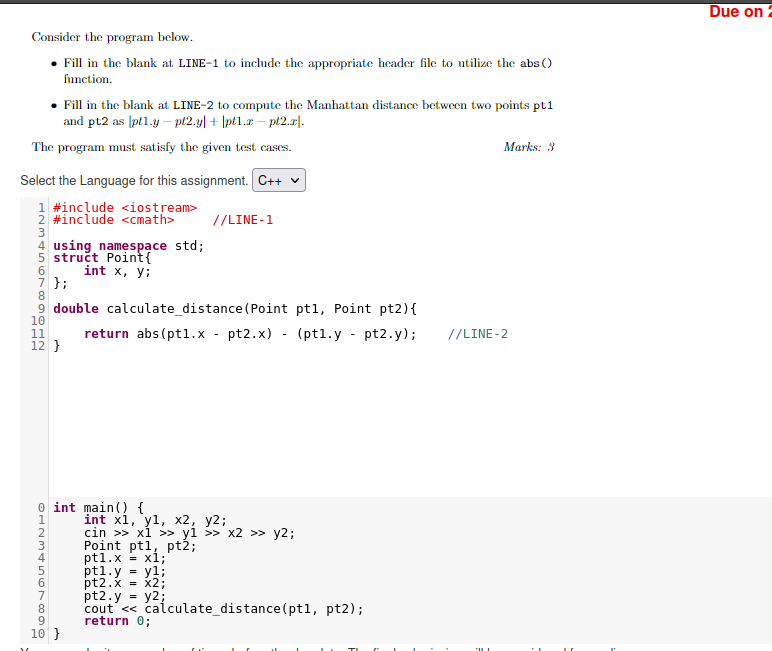 Due on 2
Consider the program below.
• Fill in the blank at LINE-1 to include the appropriate header file to utilize the abs()
function.
• Fill in the blank at LINE-2 to compute the Manhattan distance between two points pt1
and pt2 as |pt1.y − pt2.y| + |pt1.x − pt2.x|.
The program must satisfy the given test cases. Marks: 3
Select the Language for this assignment. C++
1 #include <iostream>
2 #include <cmath> //LINE-1
3
4 using namespace std;
5 struct Point{
6 int x, y;
7 };
8
9 double calculate_distance(Point pt1, Point pt2){
10
11 return abs(pt1.x - pt2.x) - (pt1.y - pt2.y); //LINE-2
12 }
0 int main() {
1 int x1, y1, x2, y2;
2 cin >> x1 >> y1 >> x2 >> y2;
3 Point pt1, pt2;
4 pt1.x = x1;
5 pt1.y = y1;
6 pt2.x = x2;
7 pt2.y = y2;
8 cout << calculate_distance(pt1, pt2);
9 return 0;
10 }